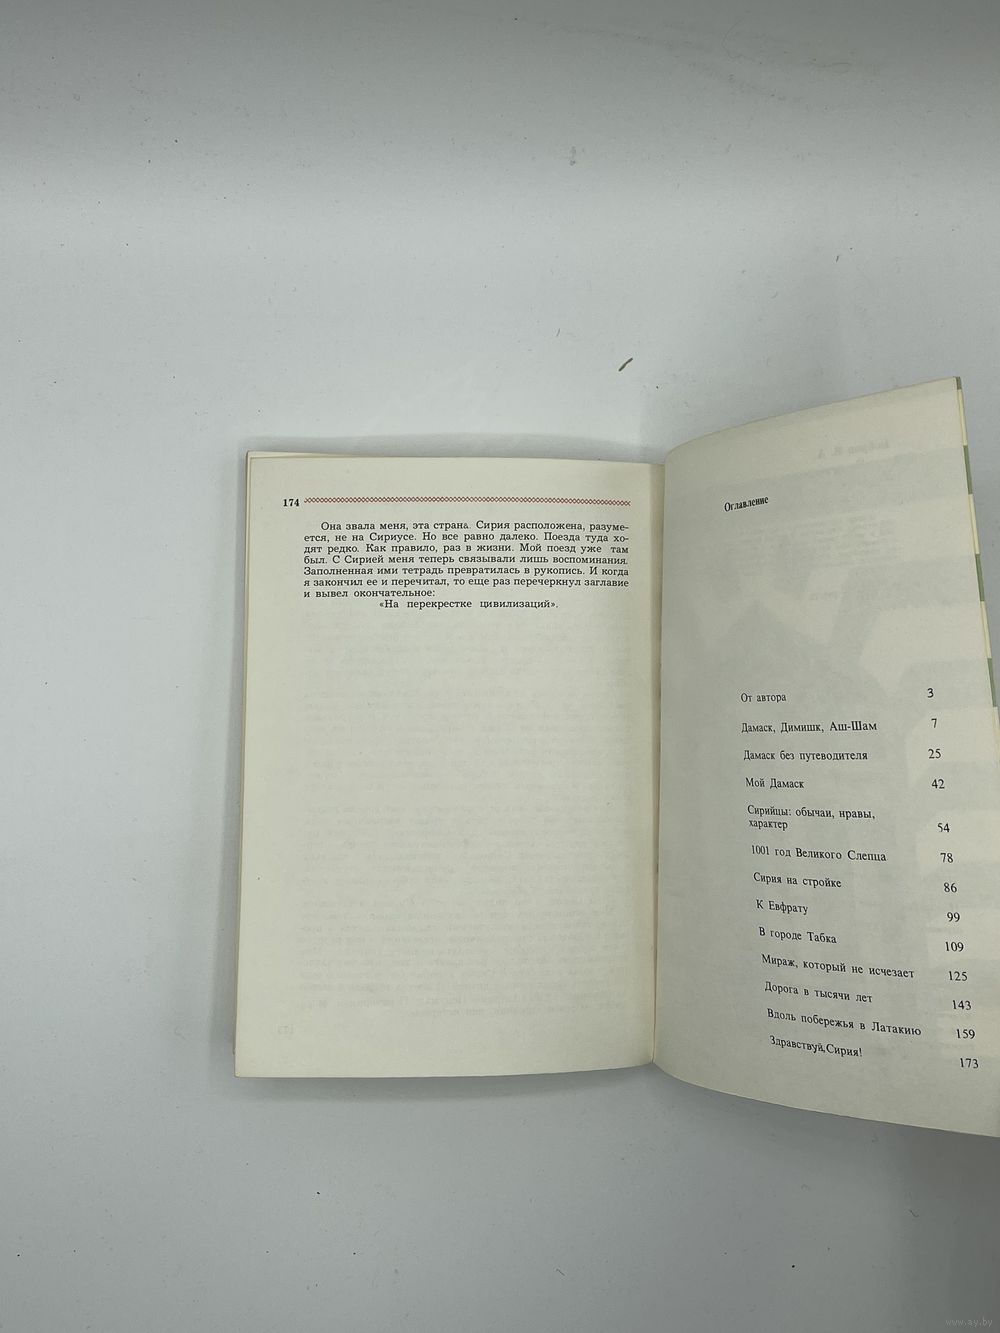 174
Она звала меня, эта страна. Сирия расположена, разуме-
ется, не на Сириусе. Но все равно далеко. Поезда туда хо-
дят редко. Как правило, раз в жизни. Мой поезд уже там
был. С Сирией меня теперь связывали лишь воспоминания.
Заполненная ими тетрадь превратилась в рукопись. И когда
я закончил ее и перечитал, то еще раз перечеркнул заглавие
и вывел окончательное:
«На перекрестке цивилизаций».
Оглавление
От автора 3
Дамаск, Димишк, Аш-Шам 7
Дамаск без путеводителя 25
Мой Дамаск 42
Сирийцы: обычаи, нравы,
характер 54
1001 год Великого Слепца 78
Сирия на стройке 86
К Евфрату 99
В городе Табка 109
Мираж, который не исчезает 125
Дорога в тысячи лет 143
Вдоль побережья в Латакию 159
Здравствуй, Сирия! 173
www.ay.by